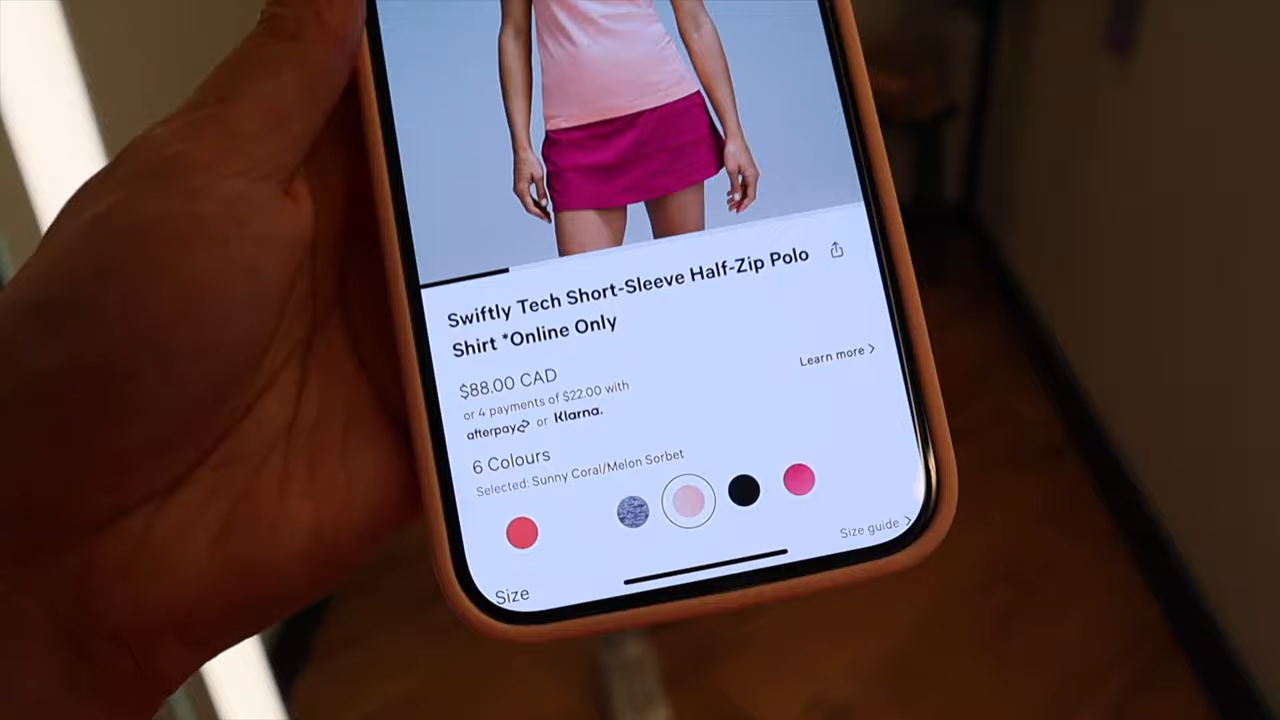 Swiftly Tech Short-Sleeve Half-Zip Polo
Shirt *Online Only
$88.00 CAD
Learn more
or 4 payments of $22.00 with
afterpay or Klarna.
6 Colours
Selected: Sunny Coral/Melon Sorbet
Size guide
Size